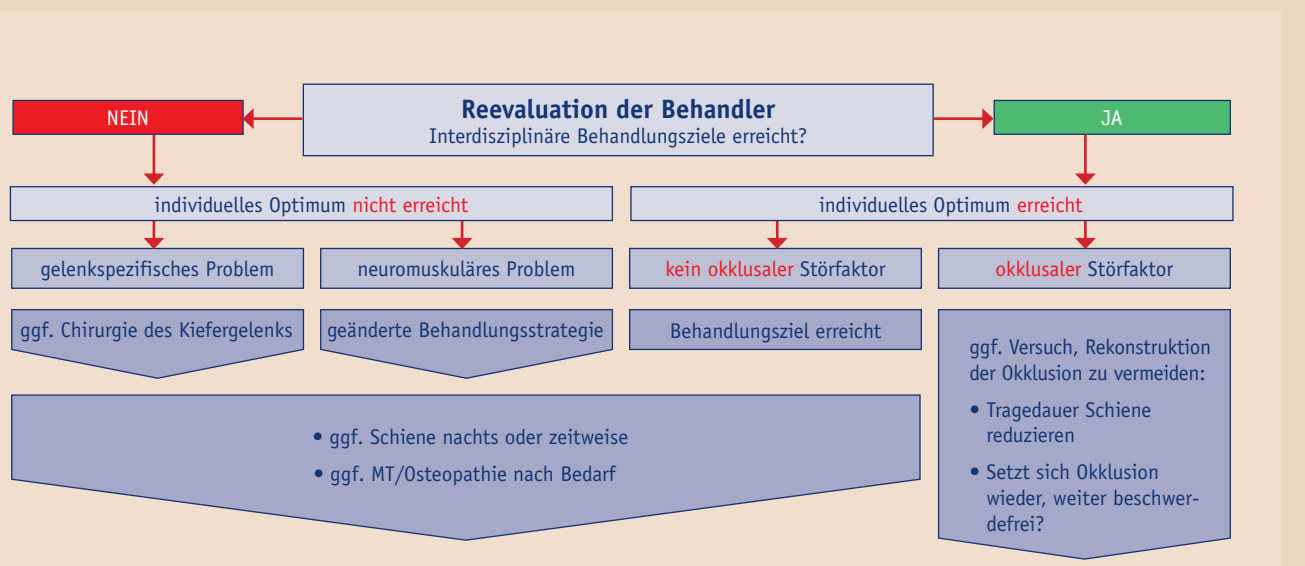 Reevaluation der Behandler
Interdisziplinäre Behandlungsziele erreicht?
NEIN
JA
individuelles Optimum nicht erreicht
individuelles Optimum erreicht
gelenkspezifisches Problem
neuromuskuläres Problem
kein okklusaler Störfaktor
okklusaler Störfaktor
ggf. Chirurgie des Kiefergelenks
geänderte Behandlungsstrategie
Behandlungsziel erreicht
ggf. Versuch, Rekonstruktion
der Okklusion zu vermeiden:
• Tragedauer Schiene
reduzieren
• Setzt sich Okklusion
wieder, weiter beschwer-
defrei?
• ggf. Schiene nachts oder zeitweise
• ggf. MT/Osteopathie nach Bedarf